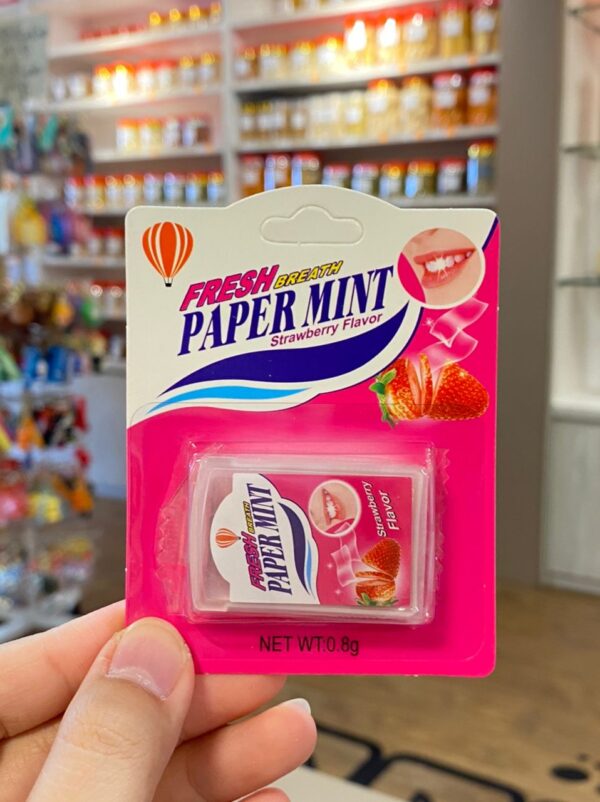 FRESH BREATH
PAPER MINT
Strawberry Flavor
FRESH BREATH
PAPER MINT
Strawberry
Flavor
NET WT:0.8g